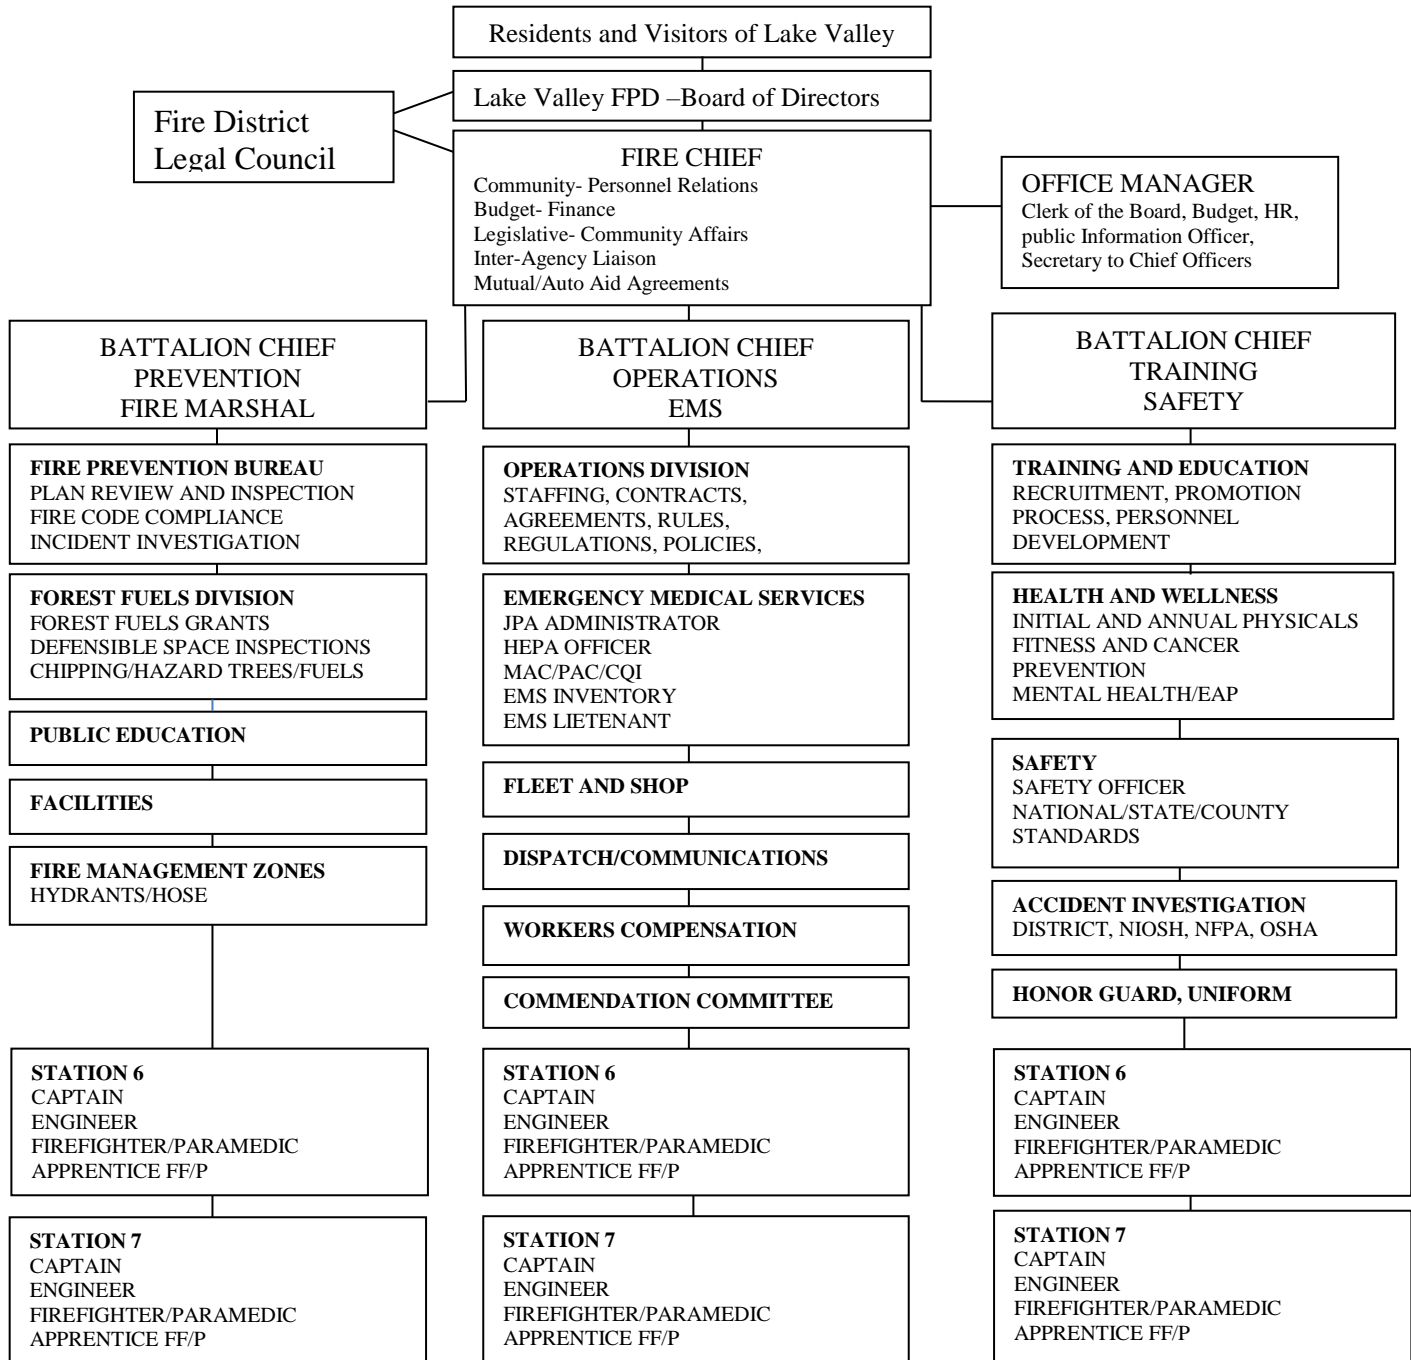 Residents and Visitors of Lake Valley
Lake Valley FPD –Board of Directors
Fire District
Legal Council
FIRE CHIEF
Community- Personnel Relations
Budget- Finance
Legislative- Community Affairs
Inter-Agency Liaison
Mutual/Auto Aid Agreements
OFFICE MANAGER
Clerk of the Board, Budget, HR,
public Information Officer,
Secretary to Chief Officers
BATTALION CHIEF
PREVENTION
FIRE MARSHAL
FIRE PREVENTION BUREAU
PLAN REVIEW AND INSPECTION
FIRE CODE COMPLIANCE
INCIDENT INVESTIGATION
FOREST FUELS DIVISION
FOREST FUELS GRANTS
DEFENSIBLE SPACE INSPECTIONS
CHIPPING/HAZARD TREES/FUELS
PUBLIC EDUCATION
FACILITIES
FIRE MANAGEMENT ZONES
HYDRANTS/HOSE
STATION 6
CAPTAIN
ENGINEER
FIREFIGHTER/PARAMEDIC
APPRENTICE FF/P
STATION 7
CAPTAIN
ENGINEER
FIREFIGHTER/PARAMEDIC
APPRENTICE FF/P
BATTALION CHIEF
OPERATIONS
EMS
OPERATIONS DIVISION
STAFFING, CONTRACTS,
AGREEMENTS, RULES,
REGULATIONS, POLICIES,
EMERGENCY MEDICAL SERVICES
JPA ADMINISTRATOR
HEPA OFFICER
MAC/PAC/CQI
EMS INVENTORY
EMS LIETENANT
FLEET AND SHOP
DISPATCH/COMMUNICATIONS
WORKERS COMPENSATION
COMMENDATION COMMITTEE
STATION 6
CAPTAIN
ENGINEER
FIREFIGHTER/PARAMEDIC
APPRENTICE FF/P
STATION 7
CAPTAIN
ENGINEER
FIREFIGHTER/PARAMEDIC
APPRENTICE FF/P
BATTALION CHIEF
TRAINING
SAFETY
TRAINING AND EDUCATION
RECRUITMENT, PROMOTION
PROCESS, PERSONNEL
DEVELOPMENT
HEALTH AND WELLNESS
INITIAL AND ANNUAL PHYSICALS
FITNESS AND CANCER
PREVENTION
MENTAL HEALTH/EAP
SAFETY
SAFETY OFFICER
NATIONAL/STATE/COUNTY
STANDARDS
ACCIDENT INVESTIGATION
DISTRICT, NIOSH, NFPA, OSHA
HONOR GUARD, UNIFORM
STATION 6
CAPTAIN
ENGINEER
FIREFIGHTER/PARAMEDIC
APPRENTICE FF/P
STATION 7
CAPTAIN
ENGINEER
FIREFIGHTER/PARAMEDIC
APPRENTICE FF/P